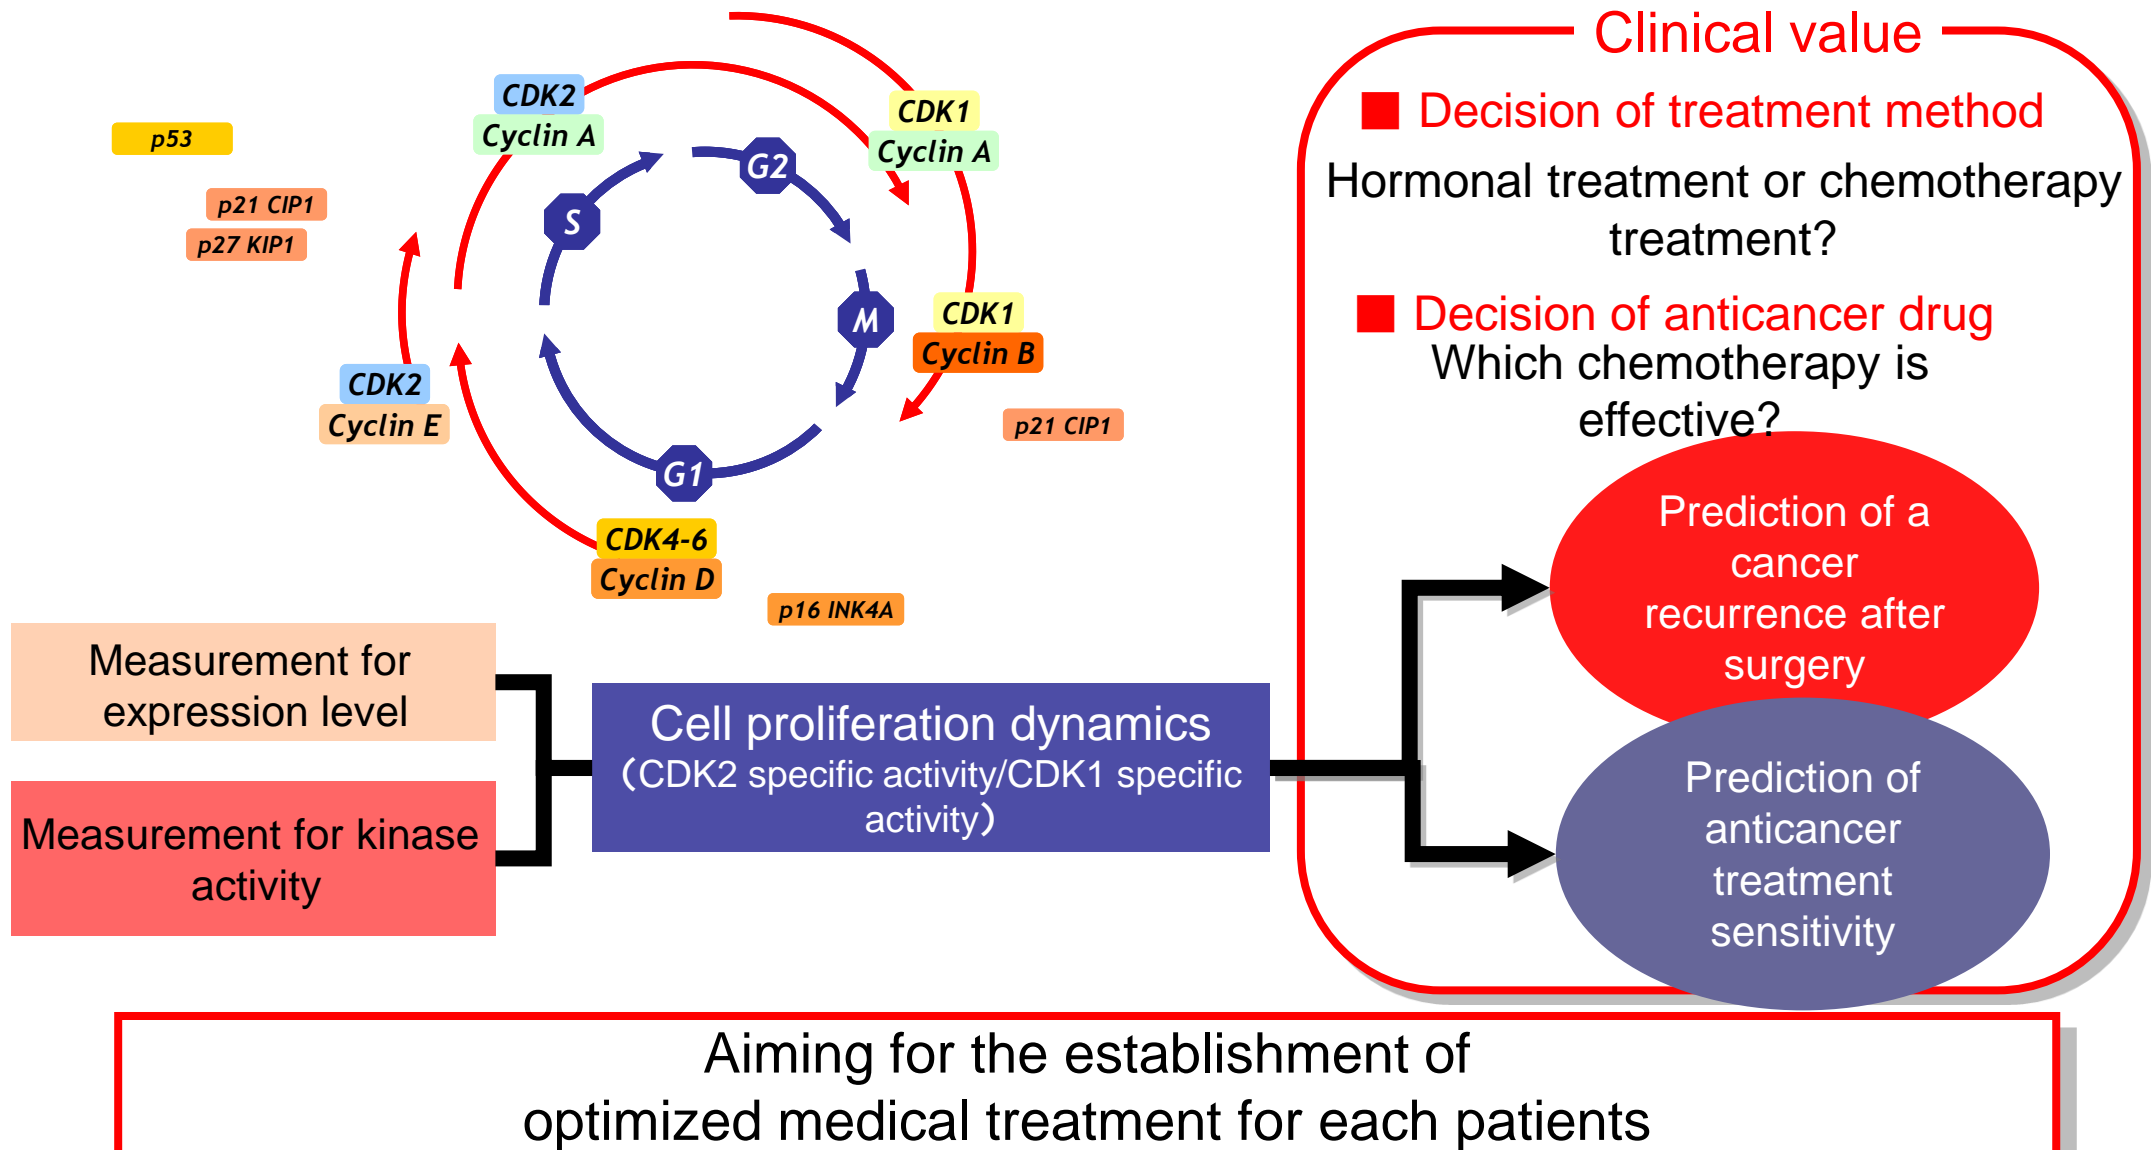 CDK2
Cyclin A
CDK1
Cyclin A
p53
p21 CIP1
p27 KIP1
G2
S
M
G1
CDK1
Cyclin B
CDK2
Cyclin E
p21 CIP1
CDK4-6
Cyclin D
p16 INK4A
Clinical value
Decision of treatment method
Hormonal treatment or chemotherapy
treatment?
Decision of anticancer drug
Which chemotherapy is
effective?
Prediction of a
cancer
recurrence after
surgery
Prediction of
anticancer
treatment
sensitivity
Measurement for
expression level
Measurement for kinase
activity
Cell proliferation dynamics
(CDK2 specific activity/CDK1 specific
activity)
Aiming for the establishment of
optimized medical treatment for each patients